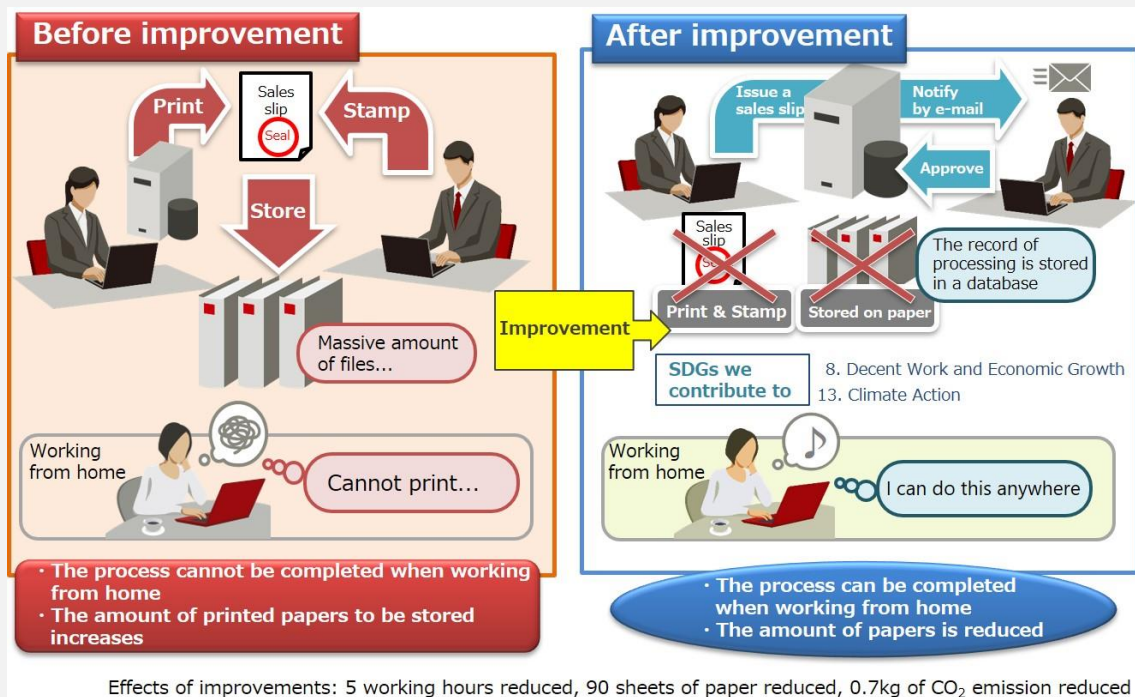 Before improvement
Print
Sales
slip
Seal
Stamp
Store
Massive amount
of files...
Working
from home
Cannot print...
· The process cannot be completed when working
from home
· The amount of printed papers to be stored
increases
Improvement
After improvement
Issue a
sales slip
Notify
by e-mail
Approve
Sales
slip
Seal
Print & Stamp
Stored on paper
The record of
processing is stored
in a database
SDGs we
contribute to
8. Decent Work and Economic Growth
13. Climate Action
Working
from home
I can do this anywhere
· The process can be completed
when working from home
· The amount of papers is reduced
Effects of improvements: 5 working hours reduced, 90 sheets of paper reduced, 0.7kg of CO₂ emission reduced